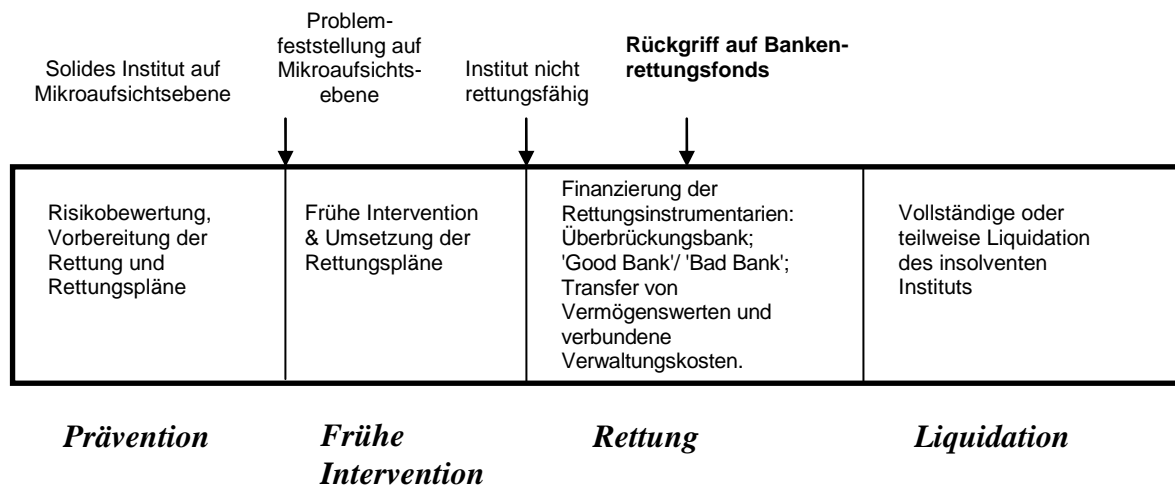 Solides Institut auf
Mikroaufsichtsebene
Problem-
feststellung auf
Mikroaufsichts-
ebene
Institut nicht
rettungsfähig
Rückgriff auf Banken-
rettungsfonds
Risikobewertung,
Vorbereitung der
Rettung und
Rettungspläne
Frühe Intervention
& Umsetzung der
Rettungspläne
Finanzierung der
Rettungsinstrumentarien:
Überbrückungsbank;
'Good Bank'/ 'Bad Bank';
Transfer von
Vermögenswerten und
verbundene
Verwaltungskosten.
Vollständige oder
teilweise Liquidation
des insolventen
Instituts
Prävention
Frühe
Intervention
Rettung
Liquidation